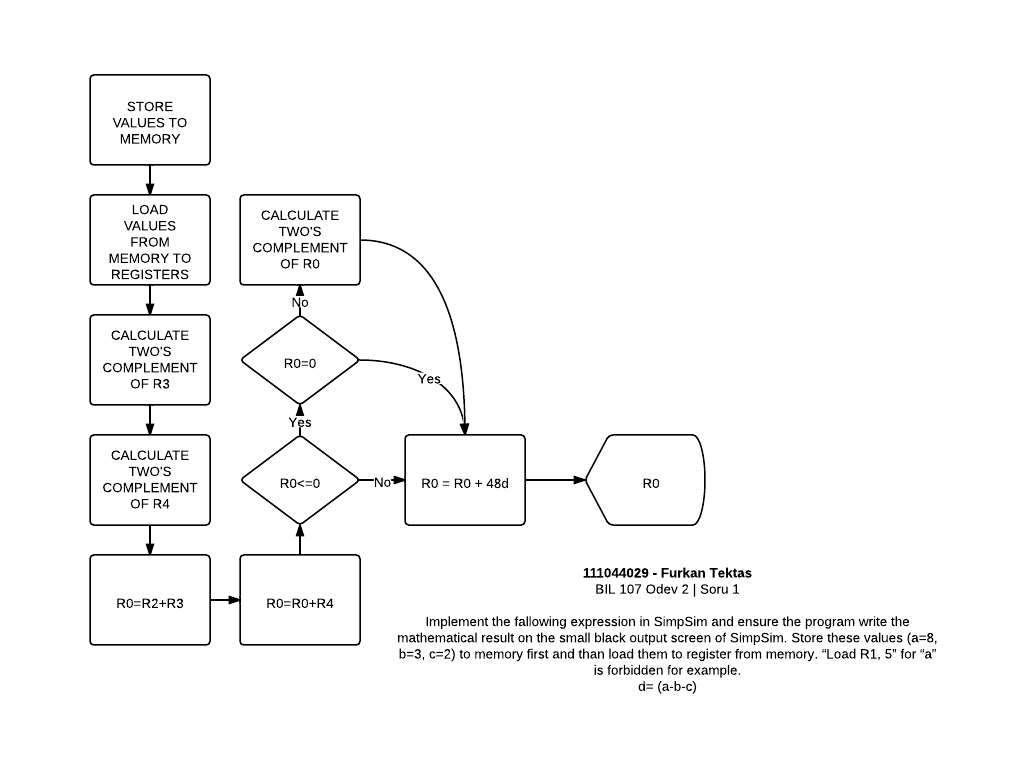 STORE
VALUES TO
MEMORY
LOAD
VALUES
FROM
MEMORY TO
REGISTERS
CALCULATE
TWO'S
COMPLEMENT
OF R3
CALCULATE
TWO'S
COMPLEMENT
OF R4
R0=R2+R3
R0=R0+R4
R0<=0
Yes
No
R0=0
No
Yes
CALCULATE
TWO'S
COMPLEMENT
OF R0
R0 = R0 + 48d
R0
111044029 - Furkan Tektas
BIL 107 Odev 2 | Soru 1
Implement the fallowing expression in SimpSim and ensure the program write the
mathematical result on the small black output screen of SimpSim. Store these values (a=8,
b=3, c=2) to memory first and than load them to register from memory. “Load R1, 5” for “a”
is forbidden for example.
d= (a-b-c)